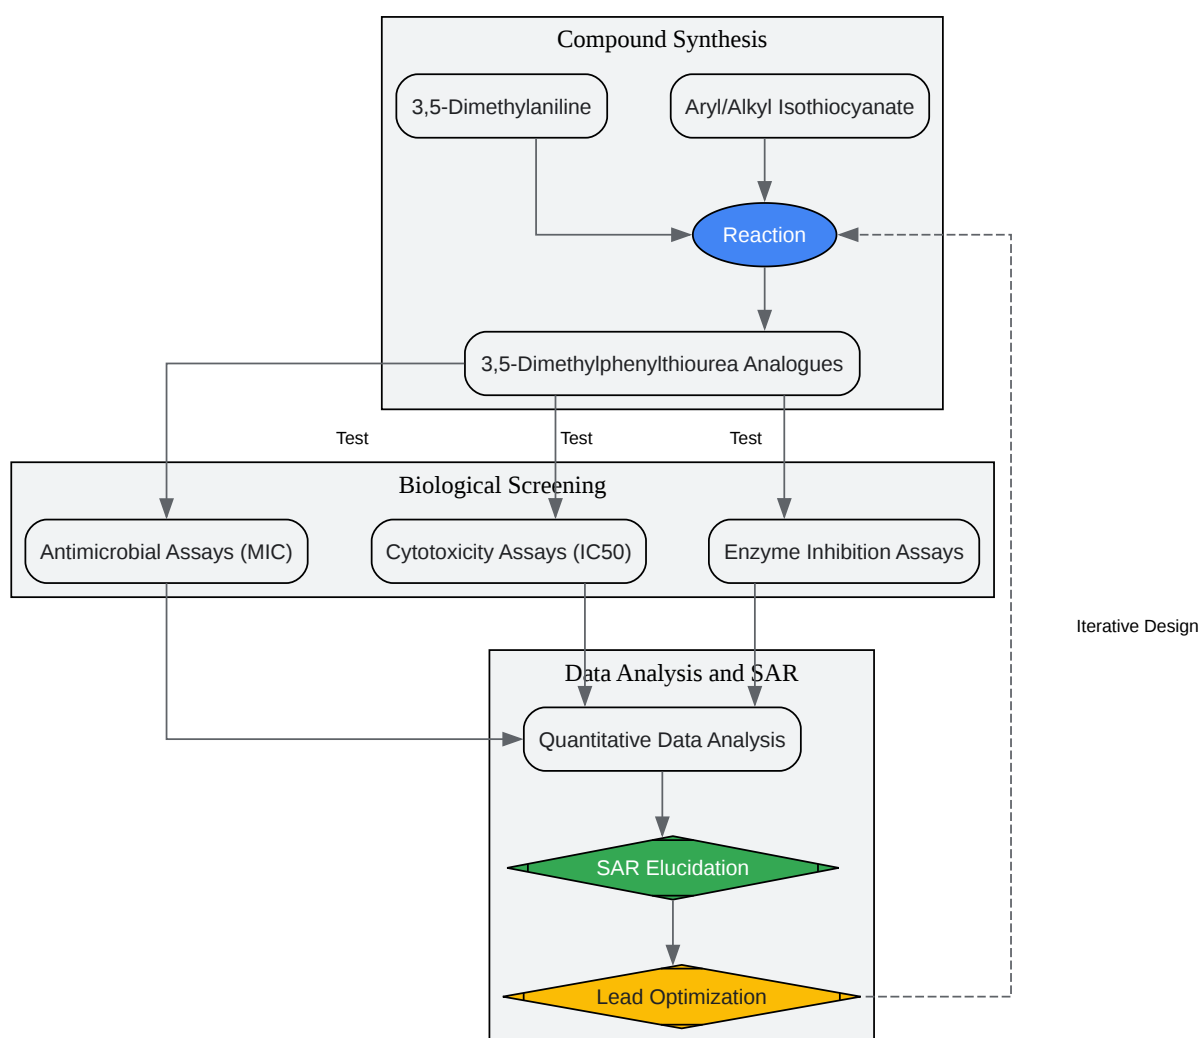 Compound Synthesis
3,5-Dimethylaniline
Aryl/Alkyl Isothiocyanate
Reaction
3,5-Dimethylphenylthiourea Analogues
Test
Test
Test
Biological Screening
Antimicrobial Assays (MIC)
Cytotoxicity Assays (IC50)
Enzyme Inhibition Assays
Iterative Design
Data Analysis and SAR
Quantitative Data Analysis
SAR Elucidation
Lead Optimization